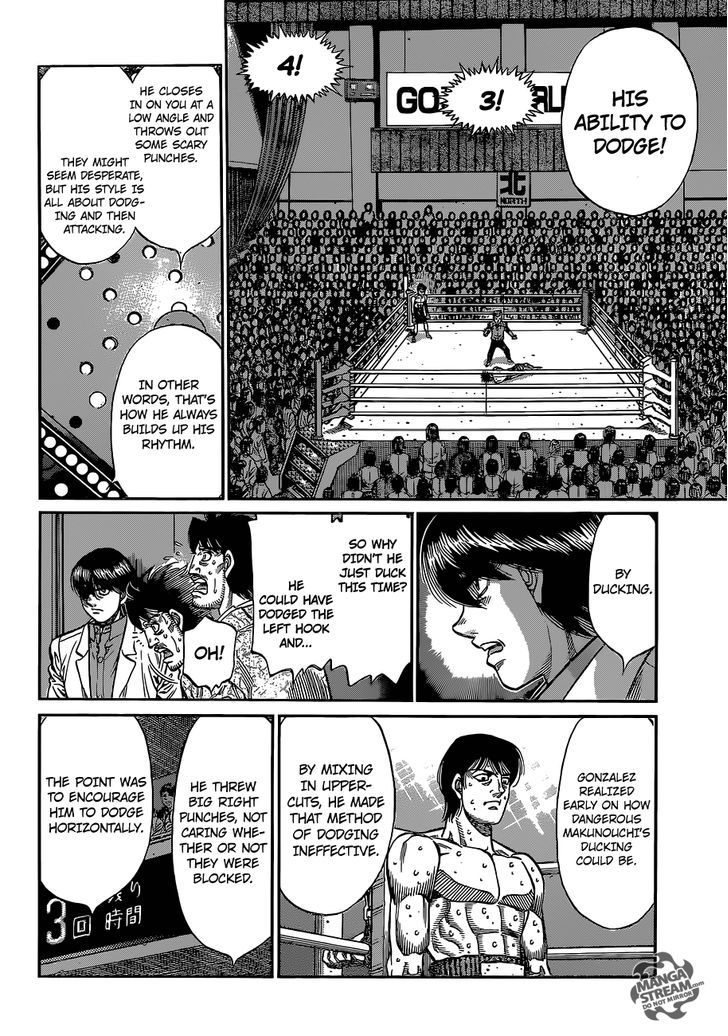 HIS
ABILITY TO
DODGE!
3!
4!
GO
北
NORTH
HE CLOSES
IN ON YOU AT A
LOW ANGLE AND
THROWS OUT
SOME SCARY
PUNCHES.
THEY MIGHT
SEEM DESPERATE,
BUT HIS STYLE IS
ALL ABOUT DODG-
ING AND THEN
ATTACKING.
IN OTHER
WORDS, THAT'S
HOW HE ALWAYS
BUILDS UP HIS
RHYTHM.
BY
DUCKING.
SO WHY
DIDN'T HE
JUST DUCK
THIS TIME?
HE
COULD HAVE
DODGED THE
LEFT HOOK
AND...
OH!
GONZALEZ
REALIZED
EARLY ON HOW
DANGEROUS
MAKUNOUCHI'S
DUCKING
COULD BE.
BY MIXING
IN UPPER-
CUTS, HE MADE
THAT METHOD
OF DODGING
INEFFECTIVE.
HE THREW
BIG RIGHT
PUNCHES, NOT
CARING WHE-
THER OR NOT
THEY WERE
BLOCKED.
THE POINT WAS
TO ENCOURAGE
HIM TO DODGE
HORIZONTALLY.
3回 時間
MANGA
STREAM.com
DO NOT MIRROR